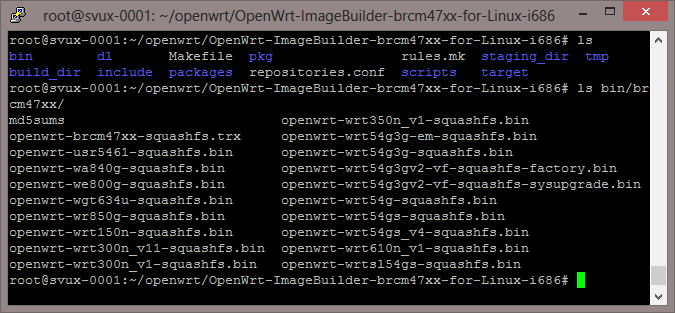 root@svux-0001: ~/openwrt/OpenWrt-ImageBuilder-brcm47xx-for-Linux-i686
root@svux-0001:~/openwrt/OpenWrt-ImageBuilder-brcm47xx-for-Linux-i686# ls
bin dl Makefile pkg rules.mk staging_dir tmp
build_dir include packages repositories.conf scripts target
root@svux-0001:~/openwrt/OpenWrt-ImageBuilder-brcm47xx-for-Linux-i686# ls bin/br
cm47xx/
md5sums openwrt-wrt350n_v1-squashfs.bin
openwrt-brcm47xx-squashfs.trx openwrt-wrt54g3g-em-squashfs.bin
openwrt-usr5461-squashfs.bin openwrt-wrt54g3g-squashfs.bin
openwrt-wa840g-squashfs.bin openwrt-wrt54g3gv2-vf-squashfs-factory.bin
openwrt-we800g-squashfs.bin openwrt-wrt54g3gv2-vf-squashfs-sysupgrade.bin
openwrt-wgt634u-squashfs.bin openwrt-wrt54g-squashfs.bin
openwrt-wr850g-squashfs.bin openwrt-wrt54gs-squashfs.bin
openwrt-wrt150n-squashfs.bin openwrt-wrt54gs_v4-squashfs.bin
openwrt-wrt300n_v11-squashfs.bin openwrt-wrt610n_v1-squashfs.bin
openwrt-wrt300n_v1-squashfs.bin openwrt-wrtsl54gs-squashfs.bin
root@svux-0001:~/openwrt/OpenWrt-ImageBuilder-brcm47xx-for-Linux-i686#